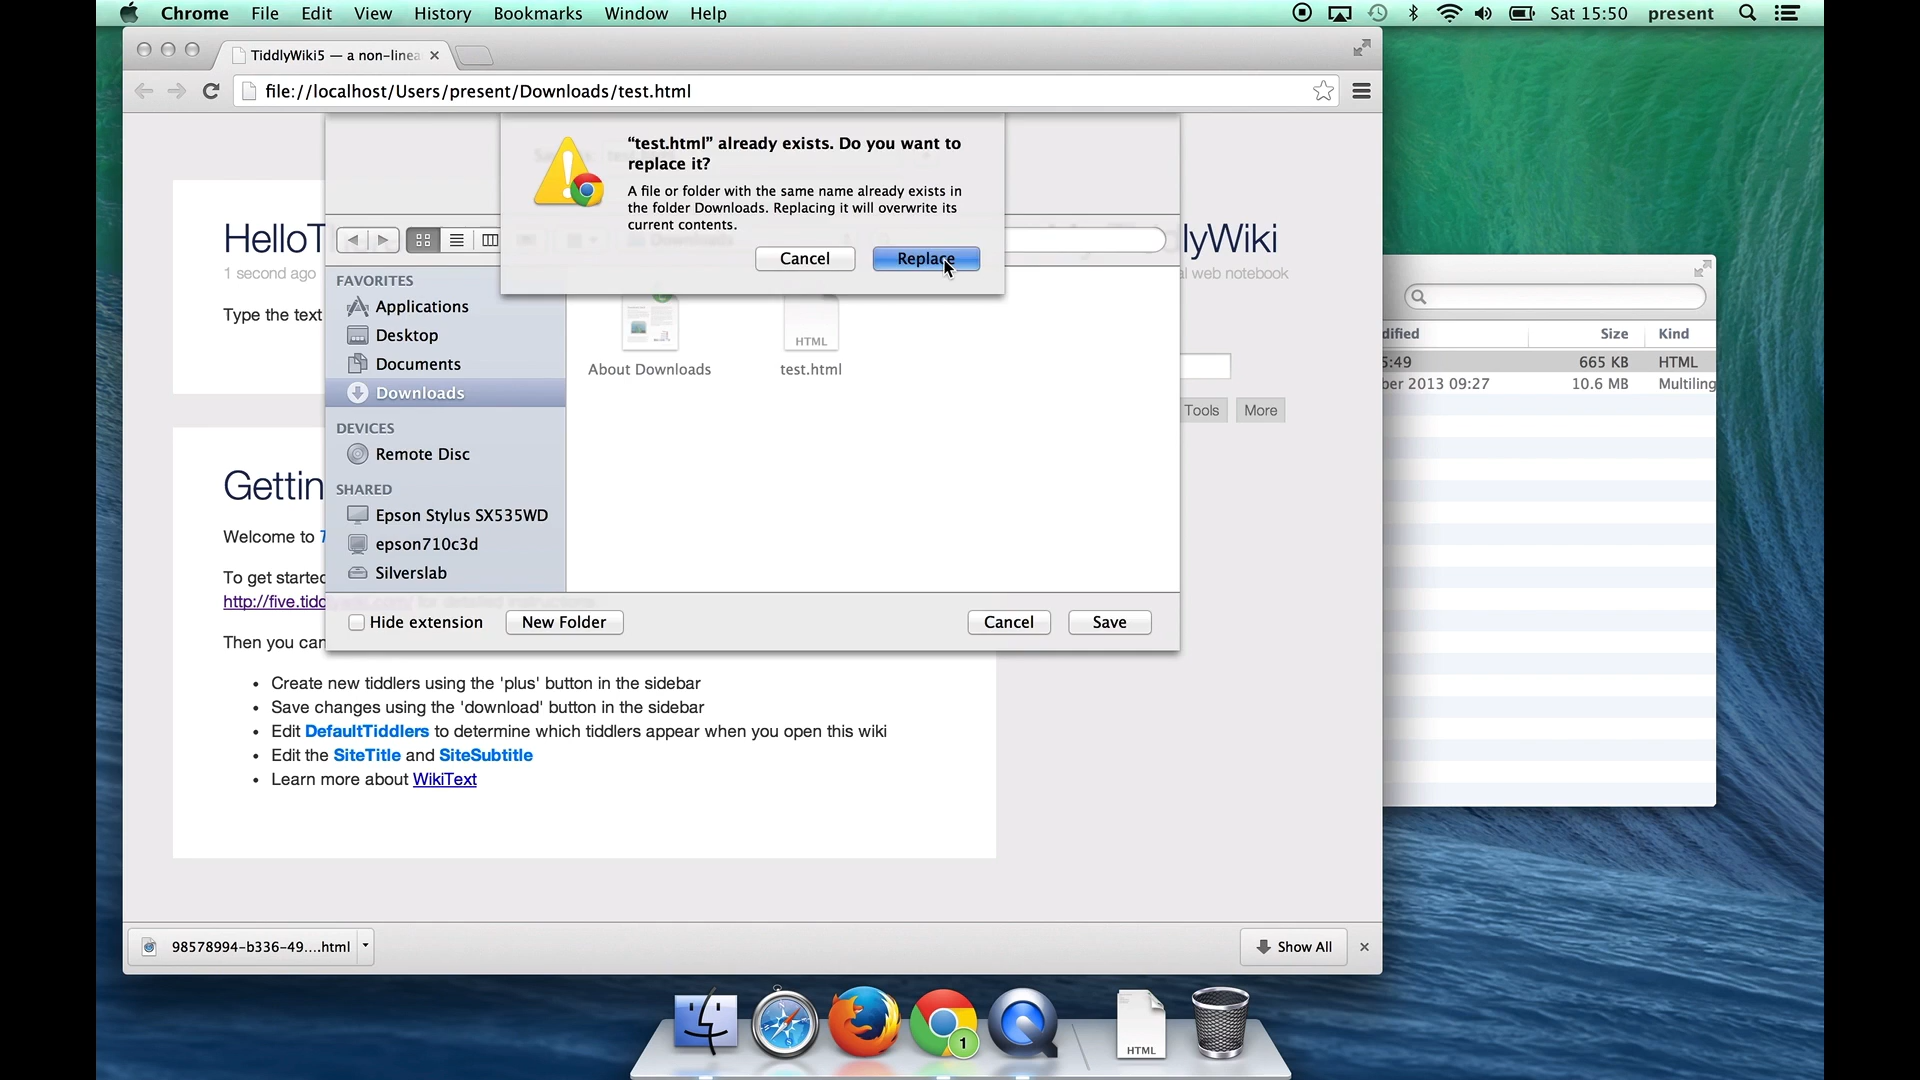 Chrome File Edit View History Bookmarks Window Help Sat 15:50 present
TiddlyWiki5 — a non-linea
file://localhost/Users/present/Downloads/test.html
“test.html” already exists. Do you want to
replace it?
A file or folder with the same name already exists in
the folder Downloads. Replacing it will overwrite its
current contents.
Cancel Replace
HelloT
1 second ago
Type the text
lyWiki
al web notebook
Tools More
FAVORITES
Applications
Desktop
Documents
Downloads
DEVICES
Remote Disc
SHARED
Epson Stylus SX535WD
epson710c3d
Silverslab
HTML
About Downloads test.html
Hide extension New Folder Cancel Save
dified Size Kind
5:49 665 KB HTML
ber 2013 09:27 10.6 MB Multiling
Gettin
Welcome to T
To get started
http://five.tidd
Then you can
• Create new tiddlers using the 'plus' button in the sidebar
• Save changes using the 'download' button in the sidebar
• Edit DefaultTiddlers to determine which tiddlers appear when you open this wiki
• Edit the SiteTitle and SiteSubtitle
• Learn more about WikiText
98578994-b336-49....html Show All
1
HTML